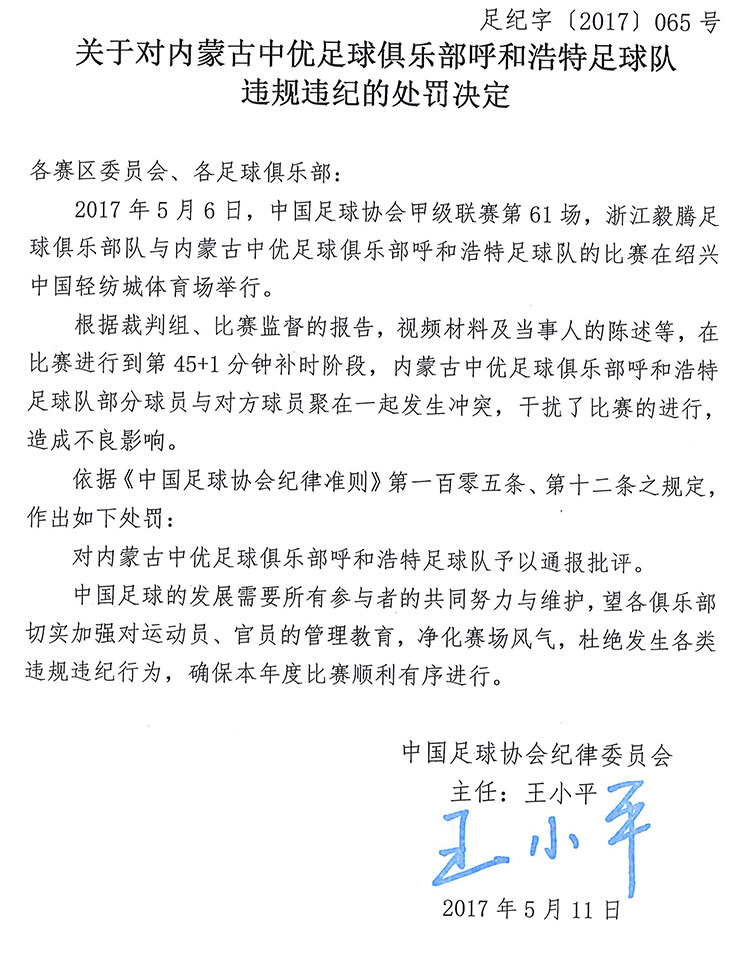 足纪字〔2017〕065号
关于对内蒙古中优足球俱乐部呼和浩特足球队
违规违纪的处罚决定
各赛区委员会、各足球俱乐部：
2017年5月6日，中国足球协会甲级联赛第61场，浙江毅腾足
球俱乐部队与内蒙古中优足球俱乐部呼和浩特足球队的比赛在绍兴
中国轻纺城体育场举行。
根据裁判组、比赛监督的报告，视频材料及当事人的陈述等，在
比赛进行到第45+1分钟补时阶段，内蒙古中优足球俱乐部呼和浩特
足球队部分球员与对方球员聚在一起发生冲突，干扰了比赛的进行，
造成不良影响。
依据《中国足球协会纪律准则》第一百零五条、第十二条之规定，
作出如下处罚：
对内蒙古中优足球俱乐部呼和浩特足球队予以通报批评。
中国足球的发展需要所有参与者的共同努力与维护，望各俱乐部
切实加强对运动员、官员的管理教育，净化赛场风气，杜绝发生各类
违规违纪行为，确保本年度比赛顺利有序进行。
中国足球协会纪律委员会
主任：王小平
王小平
2017年5月11日